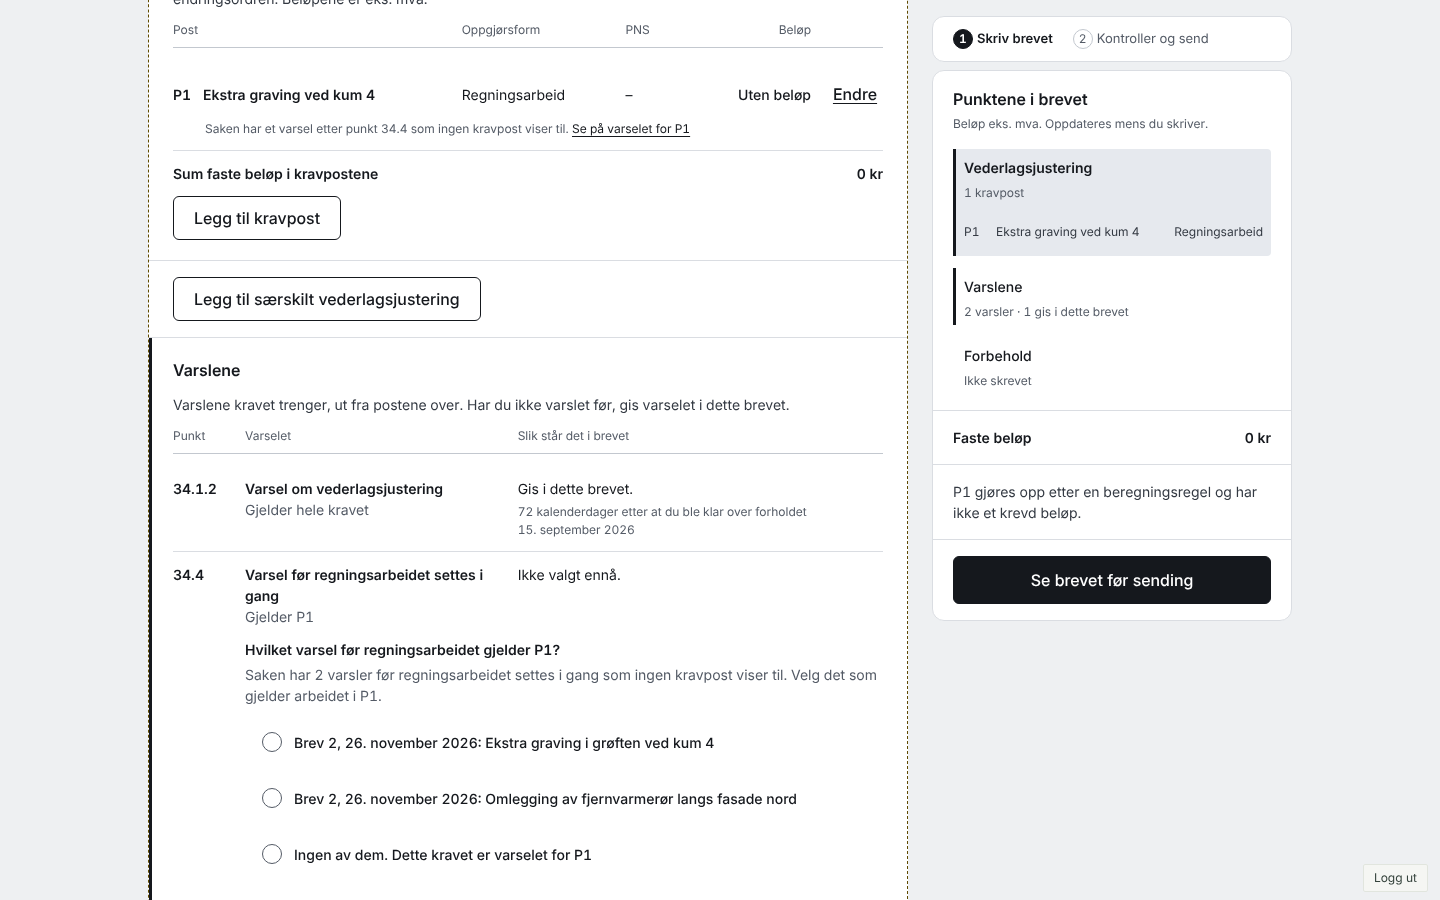 endringsordren. Beløpene er eks. mva.
Post Oppgjørsform PNS Beløp
P1 Ekstra graving ved kum 4 Regningsarbeid – Uten beløp Endre
Saken har et varsel etter punkt 34.4 som ingen kravpost viser til. Se på varselet for P1
Sum faste beløp i kravpostene 0 kr
Legg til kravpost
Legg til særskilt vederlagsjustering
Varslene
Varslene kravet trenger, ut fra postene over. Har du ikke varslet før, gis varselet i dette brevet.
Punkt Varselet Slik står det i brevet
34.1.2 Varsel om vederlagsjustering Gis i dette brevet.
Gjelder hele kravet
72 kalenderdager etter at du ble klar over forholdet
15. september 2026
34.4 Varsel før regningsarbeidet settes i Ikke valgt ennå.
gang
Gjelder P1
Hvilket varsel før regningsarbeidet gjelder P1?
Saken har 2 varsler før regningsarbeidet settes i gang som ingen kravpost viser til. Velg det som
gjelder arbeidet i P1.
Brev 2, 26. november 2026: Ekstra graving i grøften ved kum 4
Brev 2, 26. november 2026: Omlegging av fjernvarmerør langs fasade nord
Ingen av dem. Dette kravet er varselet for P1
1 Skriv brevet 2 Kontroller og send
Punktene i brevet
Beløp eks. mva. Oppdateres mens du skriver.
Vederlagsjustering
1 kravpost
P1 Ekstra graving ved kum 4 Regningsarbeid
Varslene
2 varsler · 1 gis i dette brevet
Forbehold
Ikke skrevet
Faste beløp 0 kr
P1 gjøres opp etter en beregningsregel og har
ikke et krevd beløp.
Se brevet før sending
Logg ut